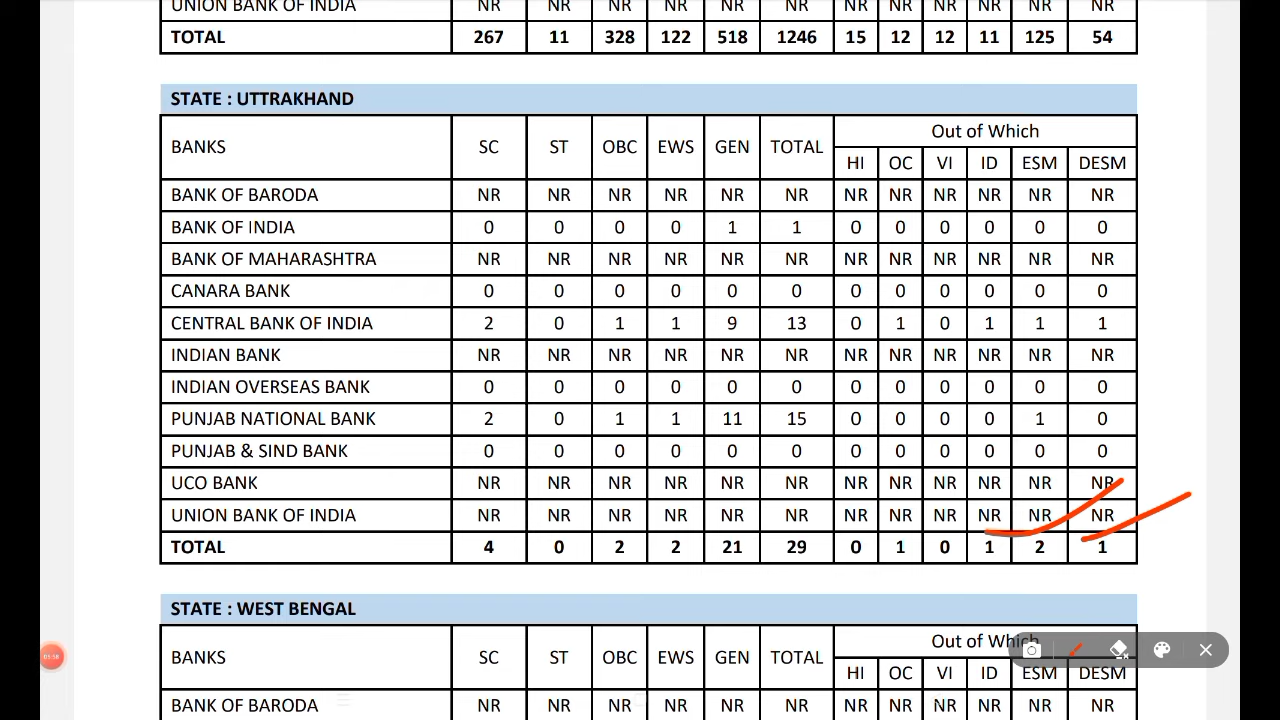 UNION BANK OF INDIA NR NR NR NR NR NR NR NR NR NR NR NR
TOTAL 267 11 328 122 518 1246 15 12 12 11 125 54
STATE : UTTRAKHAND
BANKS SC ST OBC EWS GEN TOTAL Out of Which
HI OC VI ID ESM DESM
BANK OF BARODA NR NR NR NR NR NR NR NR NR NR NR NR
BANK OF INDIA 0 0 0 0 1 1 0 0 0 0 0 0
BANK OF MAHARASHTRA NR NR NR NR NR NR NR NR NR NR NR NR
CANARA BANK 0 0 0 0 0 0 0 0 0 0 0 0
CENTRAL BANK OF INDIA 2 0 1 1 9 13 0 1 0 1 1 1
INDIAN BANK NR NR NR NR NR NR NR NR NR NR NR NR
INDIAN OVERSEAS BANK 0 0 0 0 0 0 0 0 0 0 0 0
PUNJAB NATIONAL BANK 2 0 1 1 11 15 0 0 0 0 1 0
PUNJAB & SIND BANK 0 0 0 0 0 0 0 0 0 0 0 0
UCO BANK NR NR NR NR NR NR NR NR NR NR NR NR
UNION BANK OF INDIA NR NR NR NR NR NR NR NR NR NR NR NR
TOTAL 4 0 2 2 21 29 0 1 0 1 2 1
STATE : WEST BENGAL
BANKS SC ST OBC EWS GEN TOTAL Out of Which
HI OC VI ID ESM DESM
BANK OF BARODA NR NR NR NR NR NR NR NR NR NR NR NR